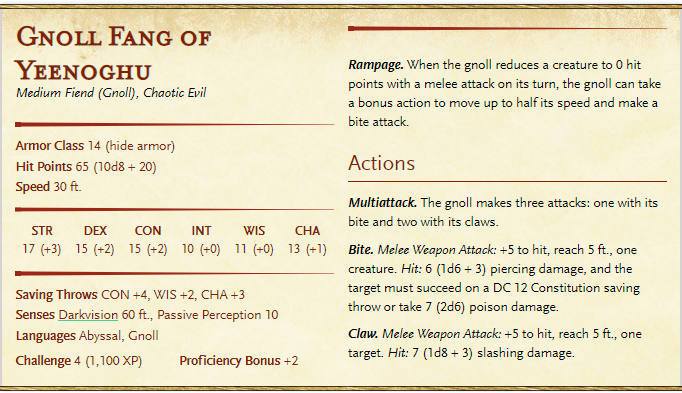 Gnoll Fang of
Yeenoghu
Medium Fiend (Gnoll), Chaotic Evil
Armor Class 14 (hide armor)
Hit Points 65 (10d8 + 20)
Speed 30 ft.
STR DEX CON INT WIS CHA
17 (+3) 15 (+2) 15 (+2) 10 (+0) 11 (+0) 13 (+1)
Saving Throws CON +4, WIS +2, CHA +3
Senses Darkvision 60 ft., Passive Perception 10
Languages Abyssal, Gnoll
Challenge 4 (1,100 XP) Proficiency Bonus +2
Rampage. When the gnoll reduces a creature to 0 hit
points with a melee attack on its turn, the gnoll can take
a bonus action to move up to half its speed and make a
bite attack.
Actions
Multiattack. The gnoll makes three attacks: one with its
bite and two with its claws.
Bite. Melee Weapon Attack: +5 to hit, reach 5 ft., one
creature. Hit: 6 (1d6 + 3) piercing damage, and the
target must succeed on a DC 12 Constitution saving
throw or take 7 (2d6) poison damage.
Claw. Melee Weapon Attack: +5 to hit, reach 5 ft., one
target. Hit: 7 (1d8 + 3) slashing damage.